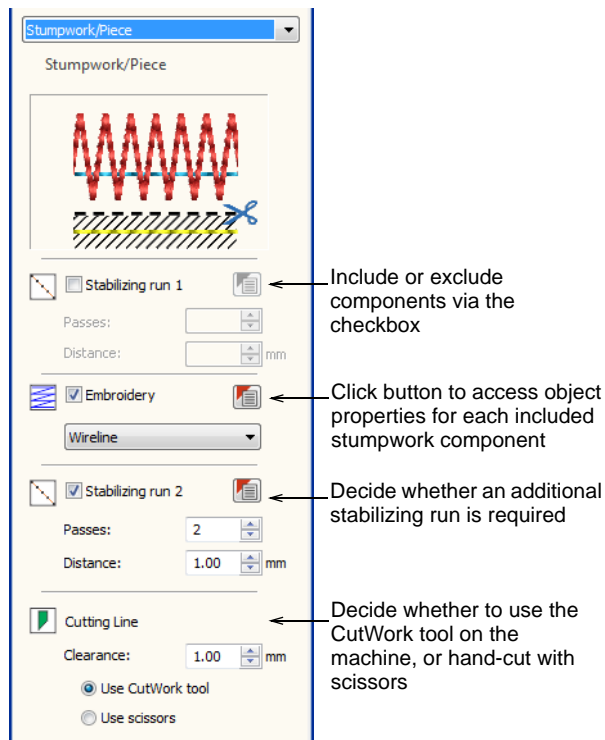 Stumpwork/Piece
Stumpwork/Piece
Stabilizing run 1
Include or exclude
components via the
checkbox
Passes:
Distance: mm
Embroidery
Click button to access object
properties for each included
stumpwork component
Wireline
Stabilizing run 2
Decide whether an additional
stabilizing run is required
Passes: 2
Distance: 1.00 mm
Cutting Line
Decide whether to use the
CutWork tool on the
machine, or hand-cut with
scissors
Clearance: 1.00 mm
Use CutWork tool
Use scissors